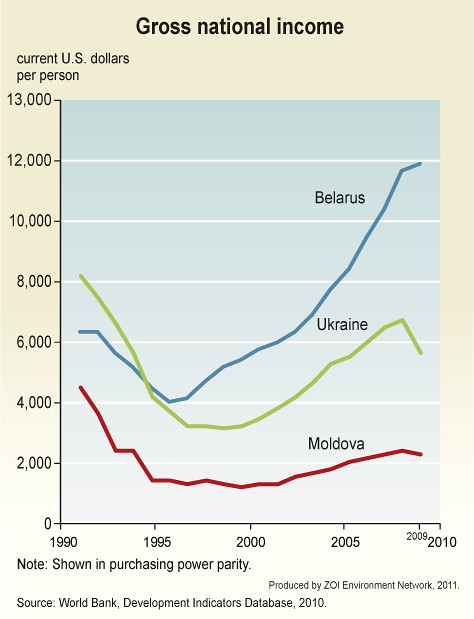 Gross national income
current U.S. dollars
per person
13,000
12,000
10,000
8,000
6,000
4,000
2,000
0
Belarus
Ukraine
Moldova
1990 1995 2000 2005 2009 2010
Note: Shown in purchasing power parity.
Produced by ZOI Environment Network, 2011.
Source: World Bank, Development Indicators Database, 2010.